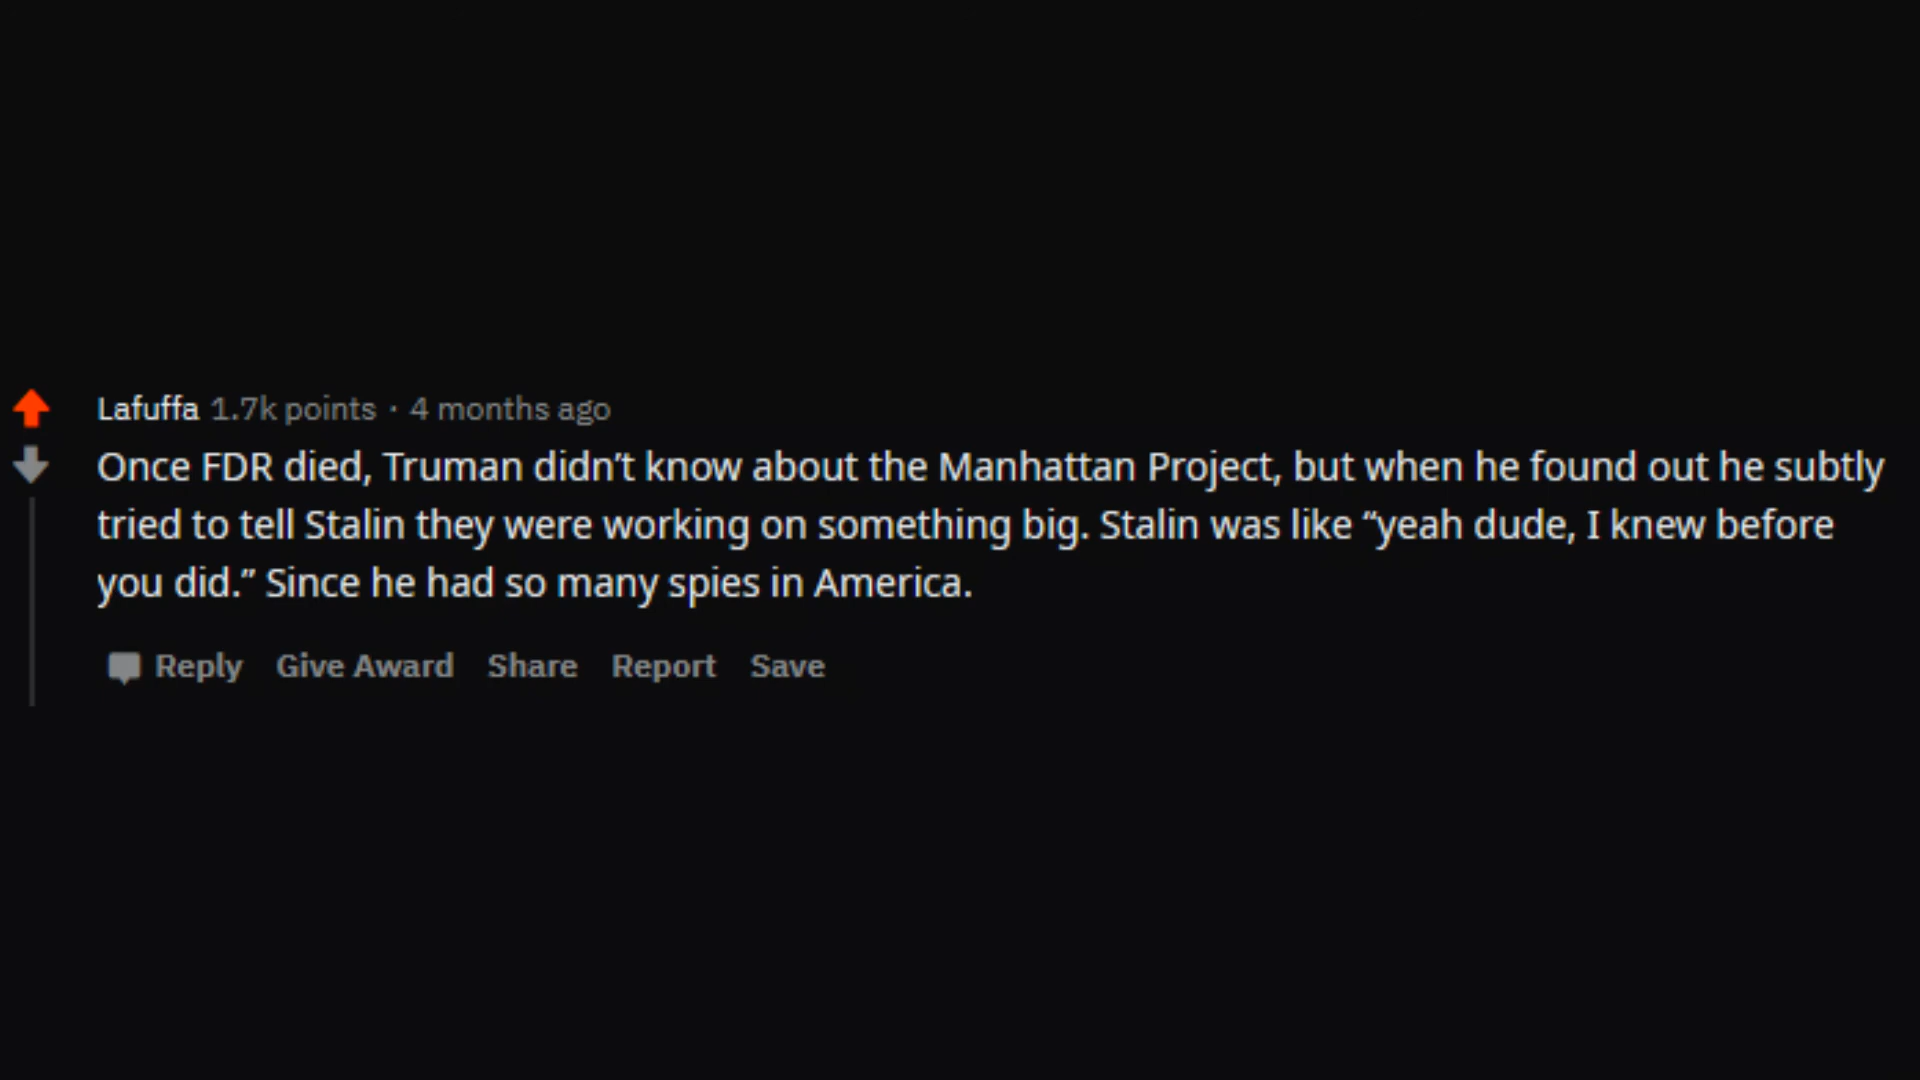 Lafuffa 1.7k points · 4 months ago
Once FDR died, Truman didn’t know about the Manhattan Project, but when he found out he subtly
tried to tell Stalin they were working on something big. Stalin was like “yeah dude, I knew before
you did.” Since he had so many spies in America.
Reply Give Award Share Report Save